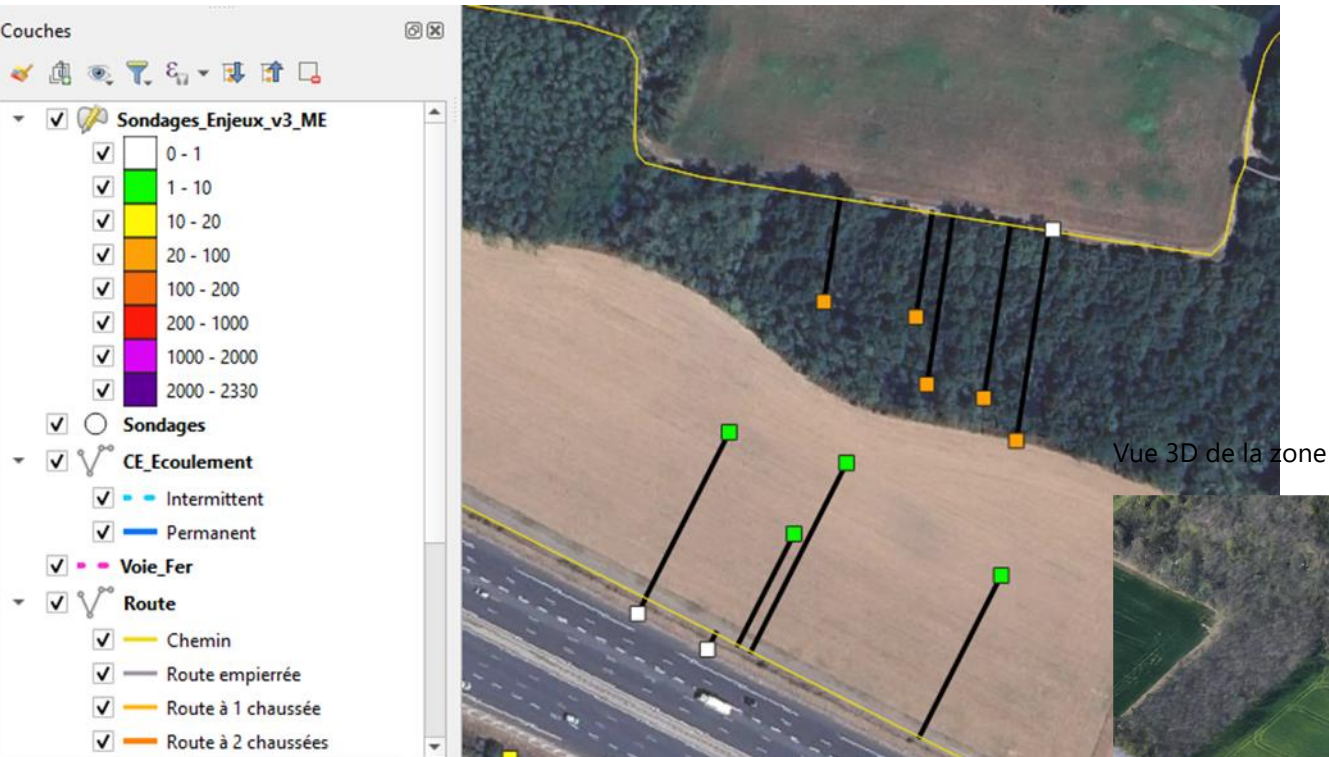 Couches
Sondages_Enjeux_v3_ME
0 - 1
1 - 10
10 - 20
20 - 100
100 - 200
200 - 1000
1000 - 2000
2000 - 2330
Sondages
CE_Ecoulement
Intermittent
Permanent
Voie_Fer
Route
Chemin
Route empierrée
Route à 1 chaussée
Route à 2 chaussées
Vue 3D de la zone